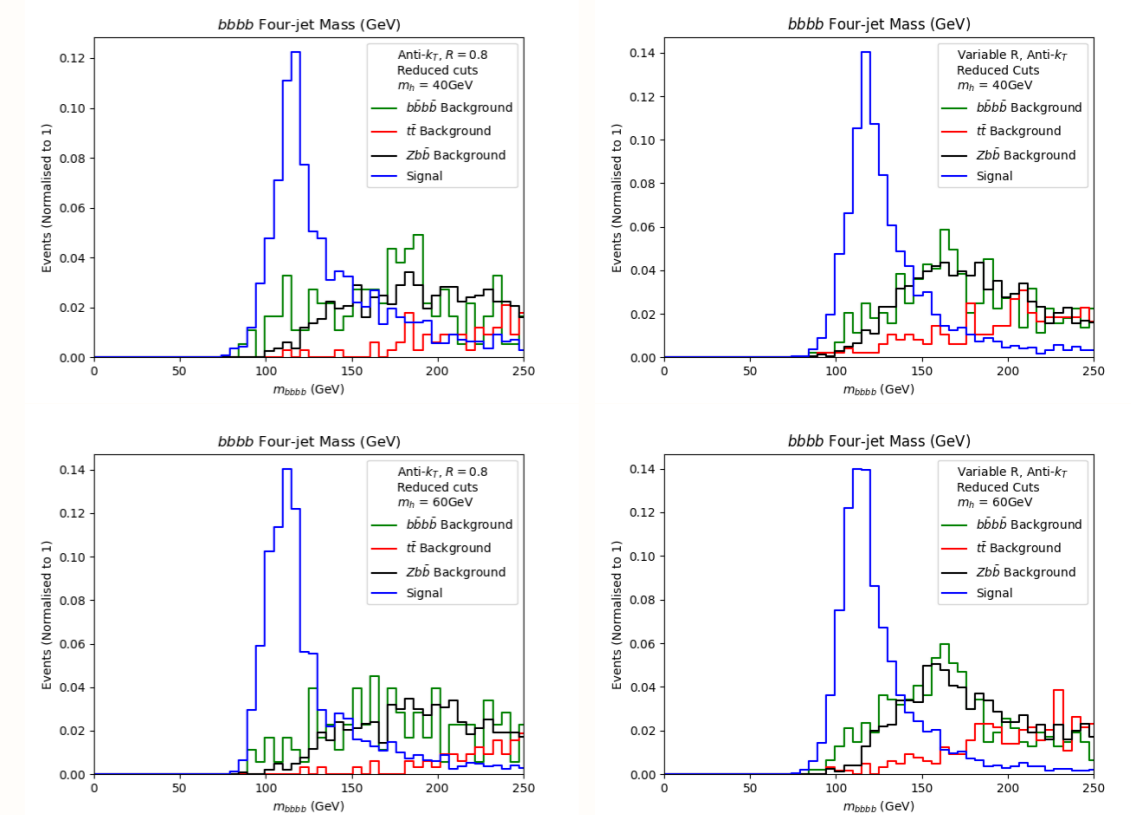 bbbb Four-jet Mass (GeV)
Events (Normalised to 1)
0.12
0.10
0.08
0.06
0.04
0.02
0.00
Anti-k_T, R = 0.8
Reduced cuts
m_h = 40GeV
bb̄bb̄ Background
tt̄ Background
Zbb̄ Background
Signal
0 50 100 150 200 250
m_bbbb (GeV)
bbbb Four-jet Mass (GeV)
Events (Normalised to 1)
0.14
0.12
0.10
0.08
0.06
0.04
0.02
0.00
Variable R, Anti-k_T
Reduced Cuts
m_h = 40GeV
bb̄bb̄ Background
tt̄ Background
Zbb̄ Background
Signal
0 50 100 150 200 250
m_bbbb (GeV)
bbbb Four-jet Mass (GeV)
Events (Normalised to 1)
0.14
0.12
0.10
0.08
0.06
0.04
0.02
0.00
Anti-k_T, R = 0.8
Reduced cuts
m_h = 60GeV
bb̄bb̄ Background
tt̄ Background
Zbb̄ Background
Signal
0 50 100 150 200 250
m_bbbb (GeV)
bbbb Four-jet Mass (GeV)
Events (Normalised to 1)
0.14
0.12
0.10
0.08
0.06
0.04
0.02
0.00
Variable R, Anti-k_T
Reduced Cuts
m_h = 60GeV
bb̄bb̄ Background
tt̄ Background
Zbb̄ Background
Signal
0 50 100 150 200 250
m_bbbb (GeV)